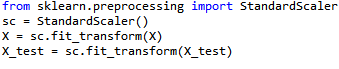 from sklearn.preprocessing import StandardScaler
sc = StandardScaler()
X = sc.fit_transform(X)
X_test = sc.fit_transform(X_test)